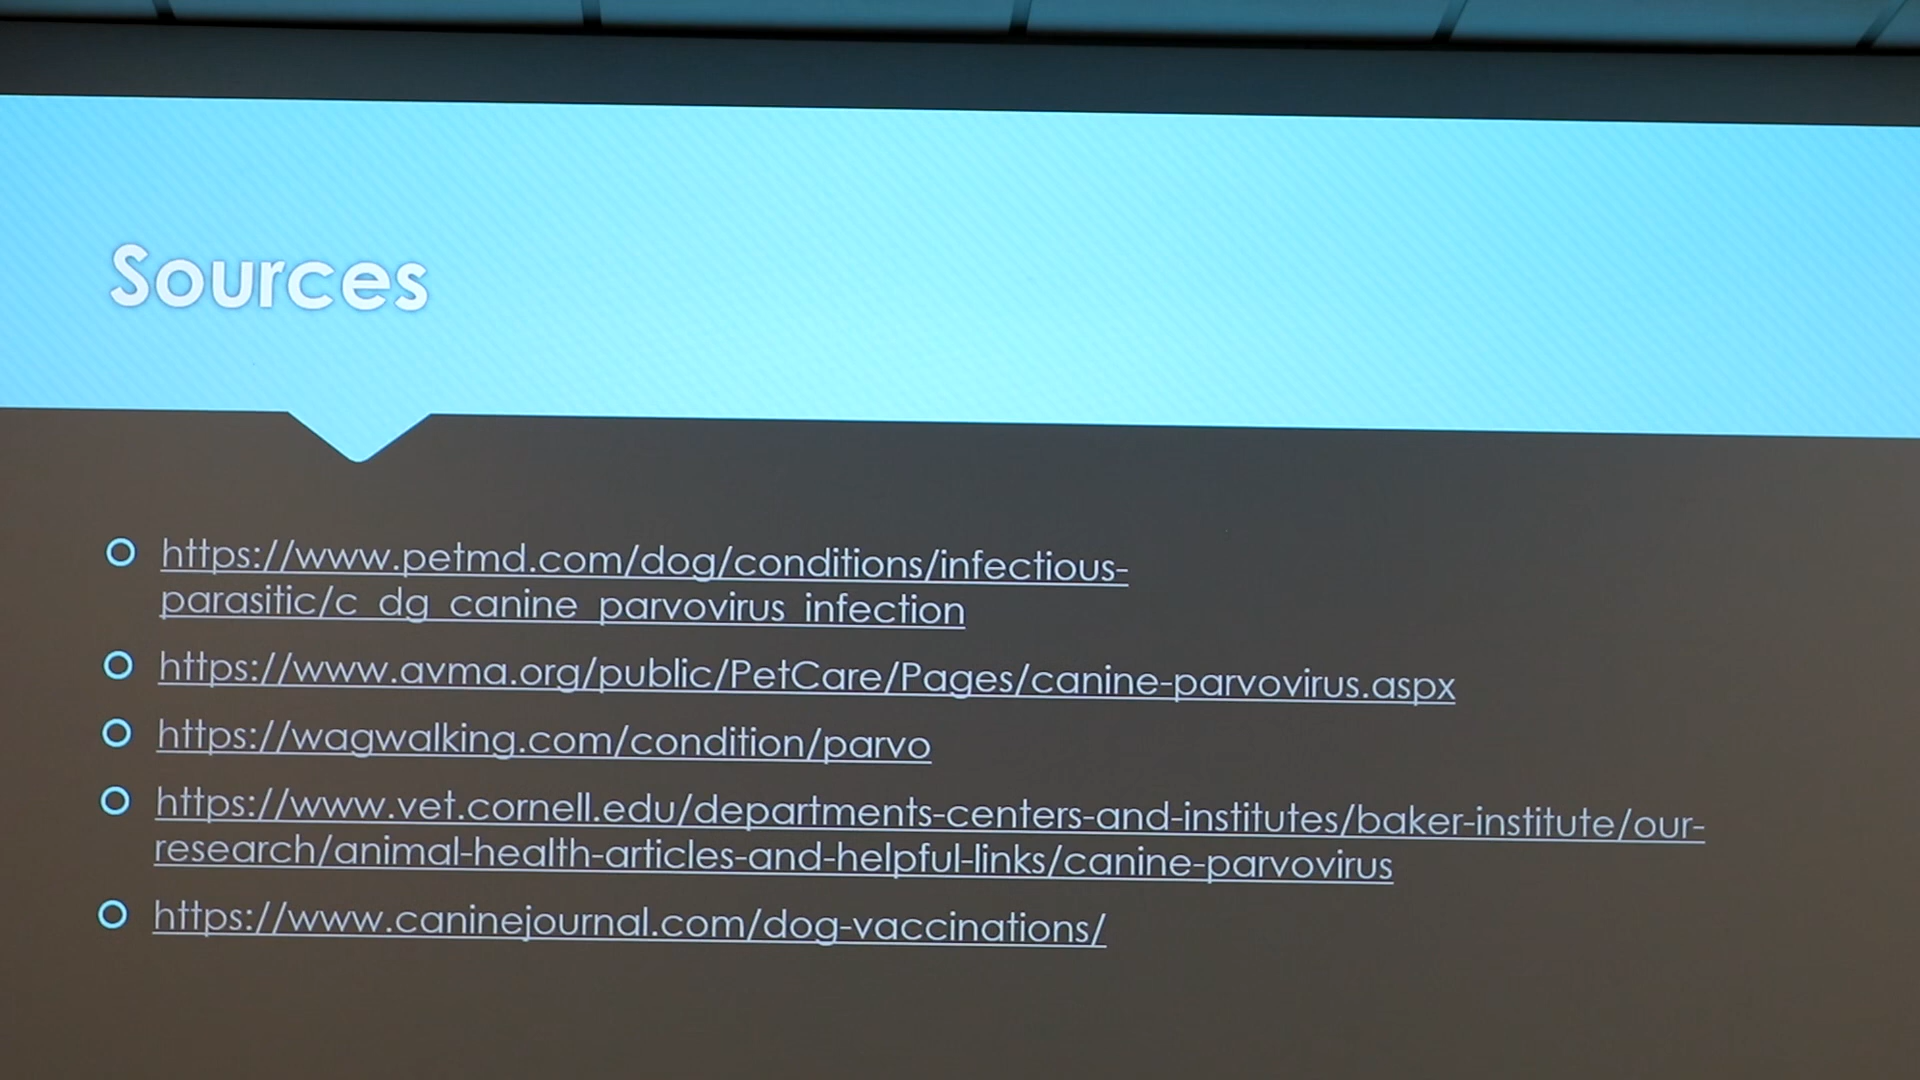 Sources
https://www.petmd.com/dog/conditions/infectious-
parasitic/c_dg_canine_parvovirus_infection
https://www.avma.org/public/PetCare/Pages/canine-parvovirus.aspx
https://wagwalking.com/condition/parvo
https://www.vet.cornell.edu/departments-centers-and-institutes/baker-institute/our-
research/animal-health-articles-and-helpful-links/canine-parvovirus
https://www.caninejournal.com/dog-vaccinations/